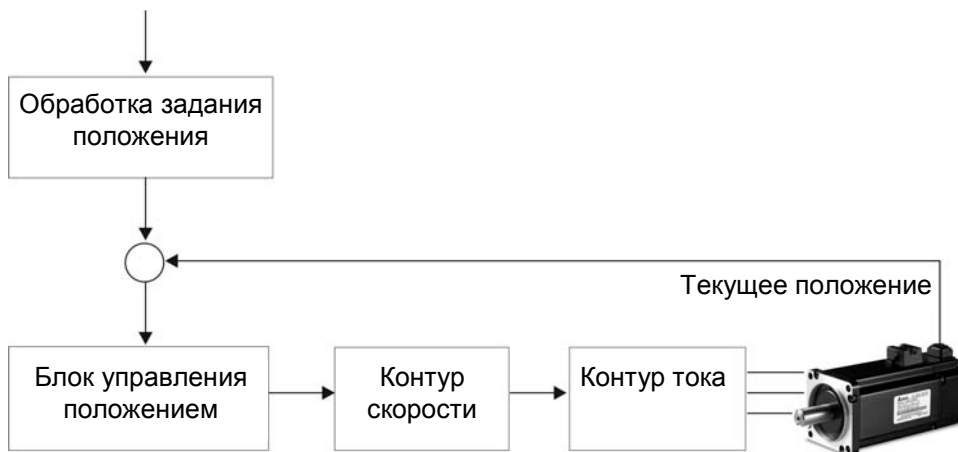 Обработка задания
положения
Текущее положение
Блок управления
положением
Контур
скорости
Контур тока